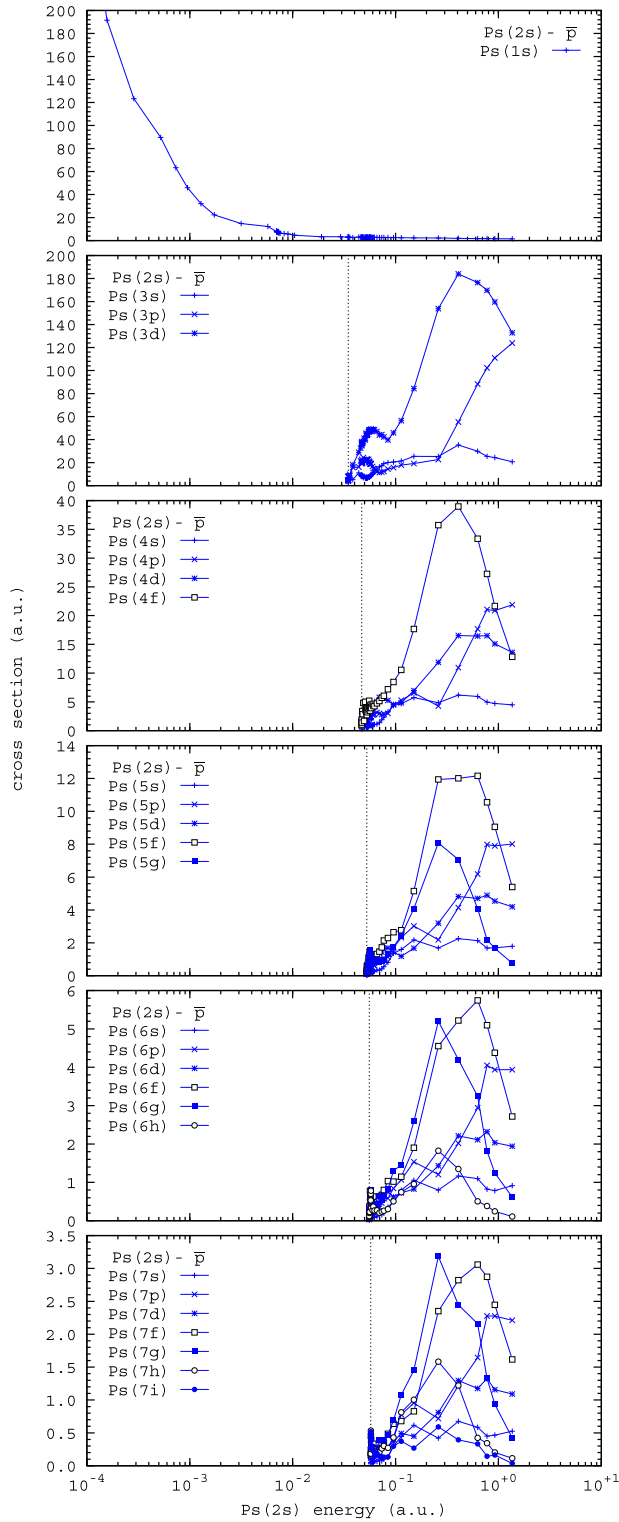 200
180
160
140
120
100
80
60
40
20
0
Ps(2s)- p̅
Ps(1s)
200
180
160
140
120
100
80
60
40
20
0
Ps(2s)- p̅
Ps(3s)
Ps(3p)
Ps(3d)
cross section (a.u.)
40
35
30
25
20
15
10
5
0
Ps(2s)- p̅
Ps(4s)
Ps(4p)
Ps(4d)
Ps(4f)
14
12
10
8
6
4
2
0
Ps(2s)- p̅
Ps(5s)
Ps(5p)
Ps(5d)
Ps(5f)
Ps(5g)
6
5
4
3
2
1
0
Ps(2s)- p̅
Ps(6s)
Ps(6p)
Ps(6d)
Ps(6f)
Ps(6g)
Ps(6h)
3.5
3.0
2.5
2.0
1.5
1.0
0.5
0.0
Ps(2s)- p̅
Ps(7s)
Ps(7p)
Ps(7d)
Ps(7f)
Ps(7g)
Ps(7h)
Ps(7i)
10⁻⁴ 10⁻³ 10⁻² 10⁻¹ 10⁺⁰ 10⁺¹
Ps(2s) energy (a.u.)